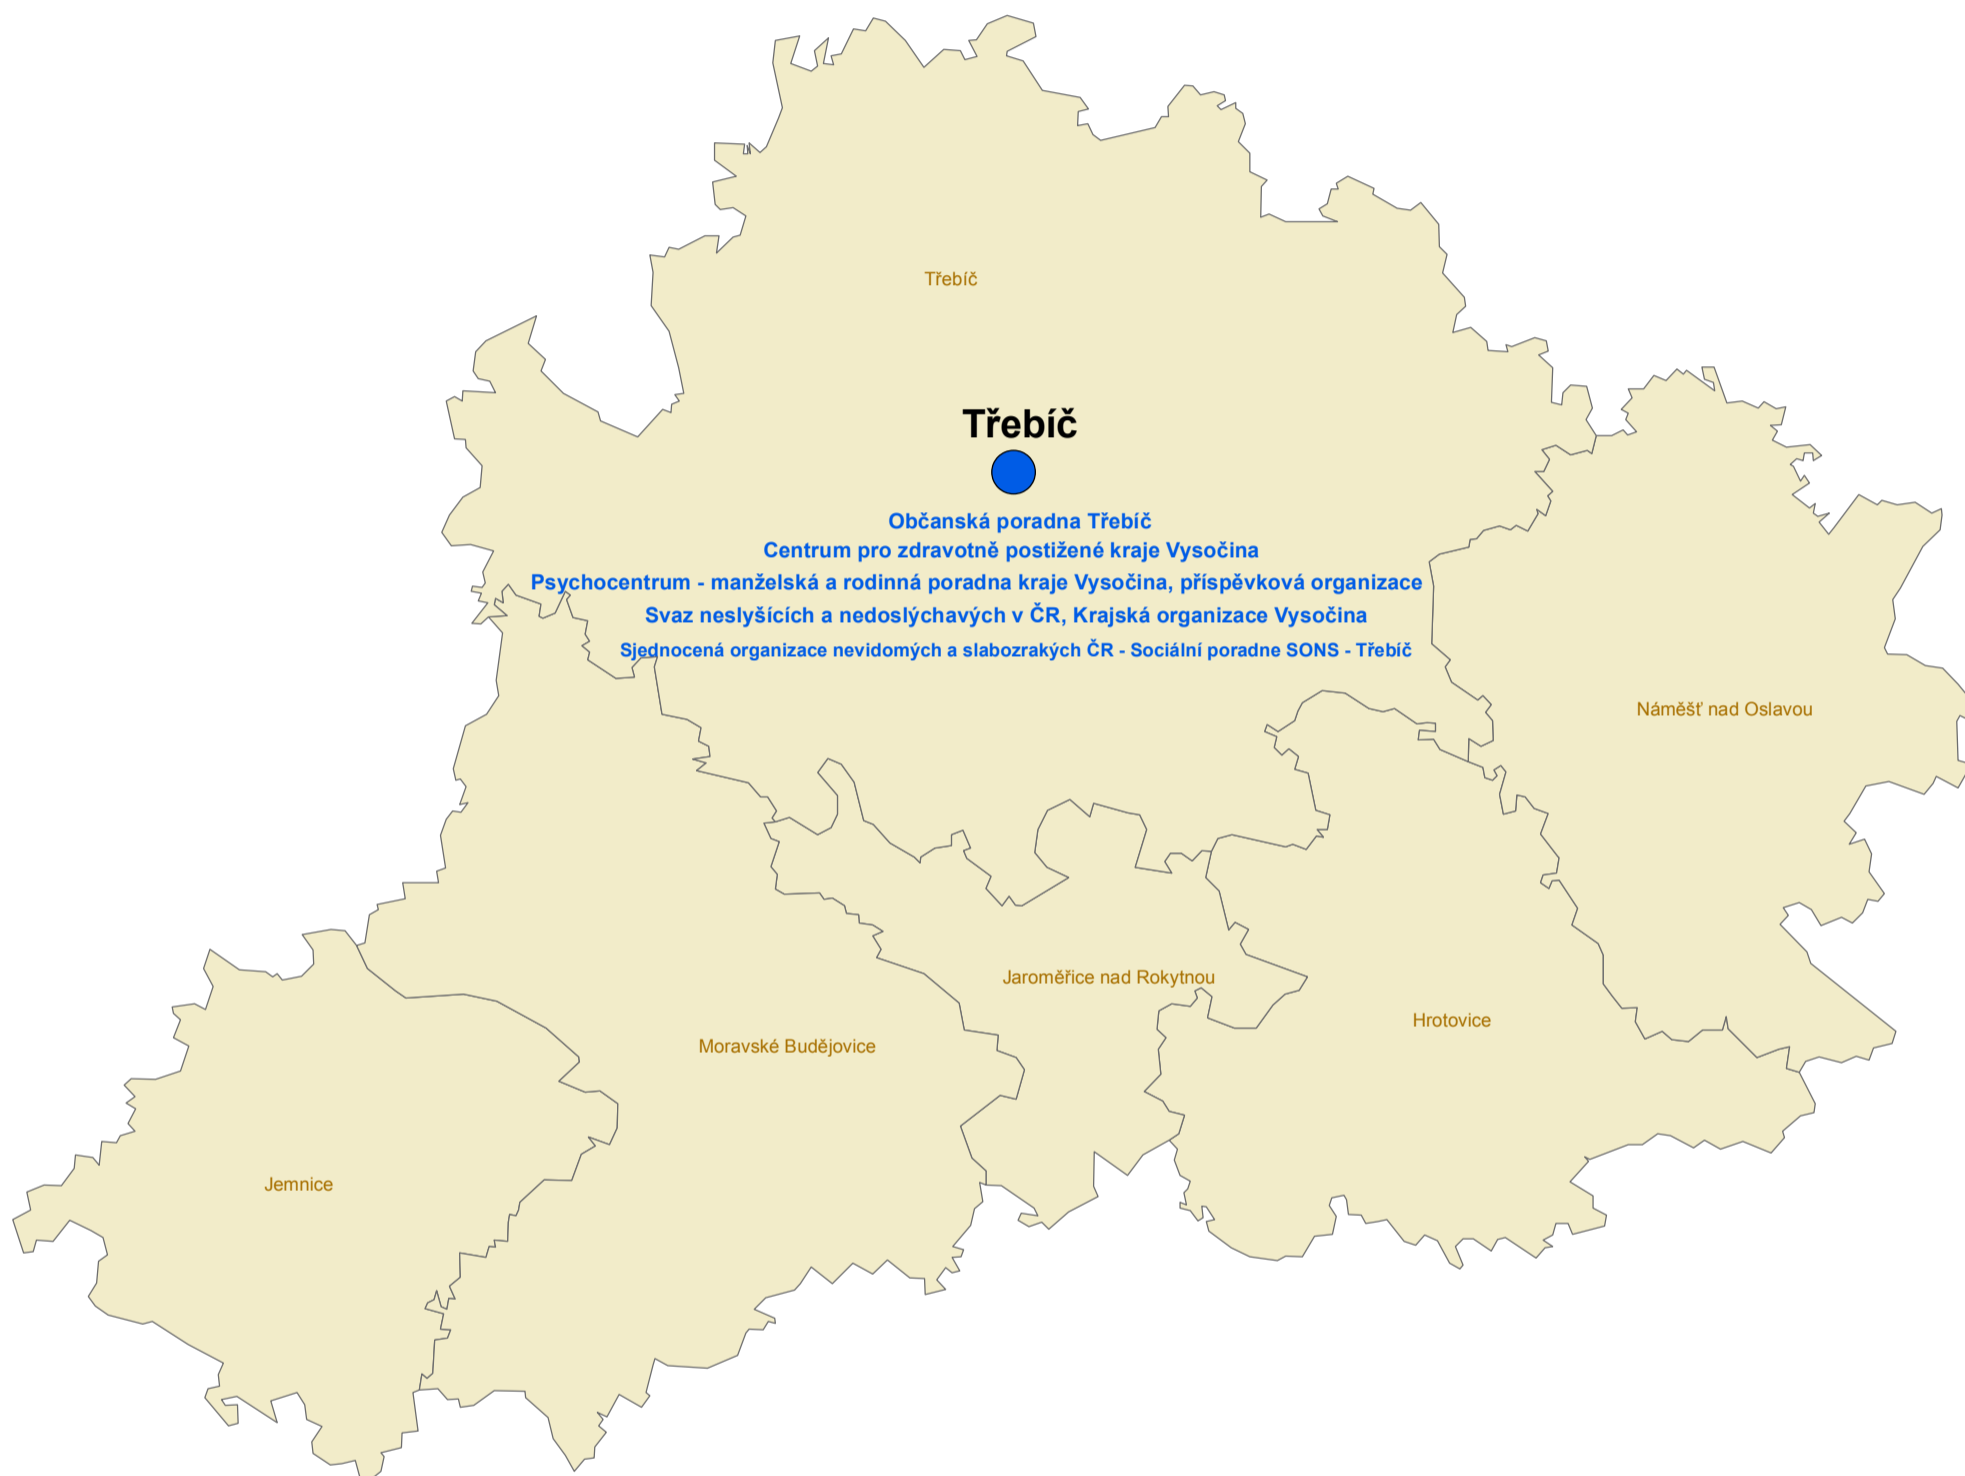 Třebíč
Třebíč
Občanská poradna Třebíč
Centrum pro zdravotně postižené kraje Vysočina
Psychocentrum - manželská a rodinná poradna kraje Vysočina, příspěvková organizace
Svaz neslyšících a nedoslýchavých v ČR, Krajská organizace Vysočina
Sjednocená organizace nevidomých a slabozrakých ČR - Sociální poradne SONS - Třebíč
Náměšť nad Oslavou
Jaroměřice nad Rokytnou
Hrotovice
Moravské Budějovice
Jemnice